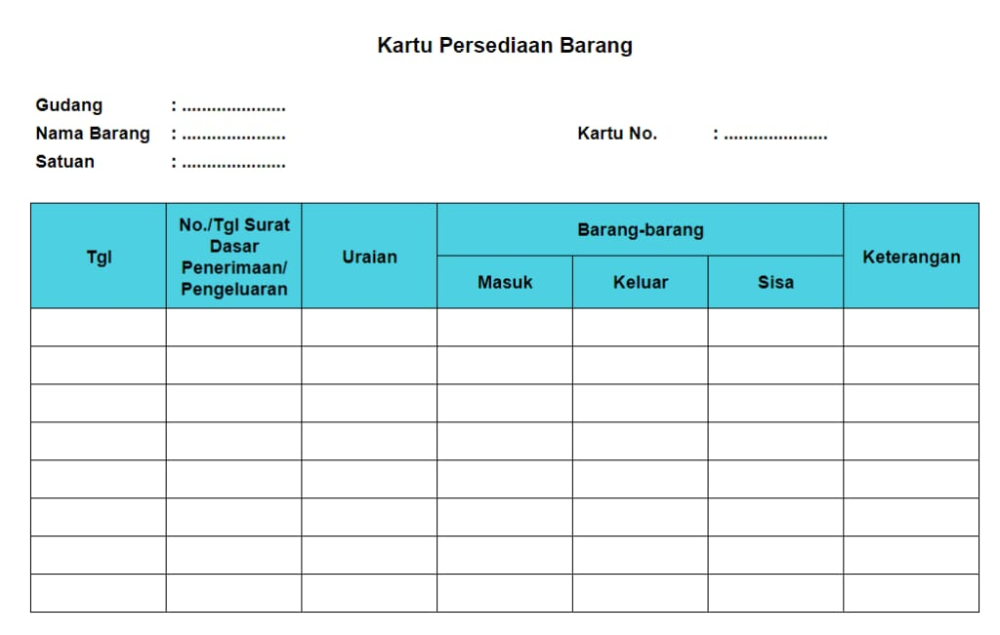 Kartu Persediaan Barang
Gudang : .....................
Nama Barang : .....................
Kartu No. : .....................
Satuan : .....................
Tgl
No./Tgl Surat
Dasar
Penerimaan/
Pengeluaran
Uraian
Barang-barang
Masuk
Keluar
Sisa
Keterangan